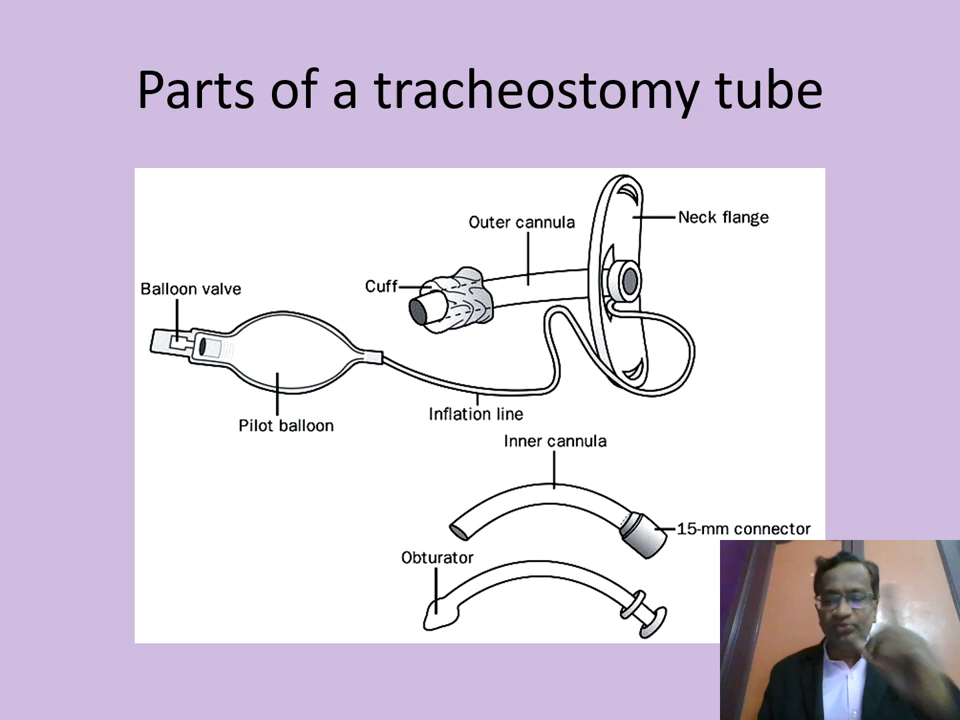 Parts of a tracheostomy tube
Neck flange
Outer cannula
Cuff
Balloon valve
Inflation line
Pilot balloon
Inner cannula
15-mm connector
Obturator